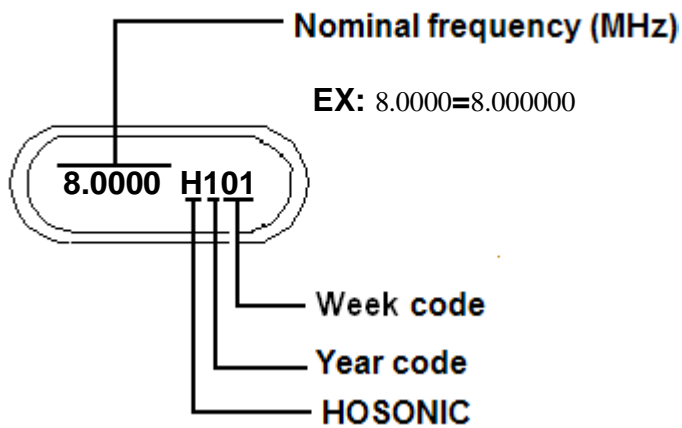 Nominal frequency (MHz)
EX: 8.0000=8.000000
8.0000 H101
Week code
Year code
HOSONIC